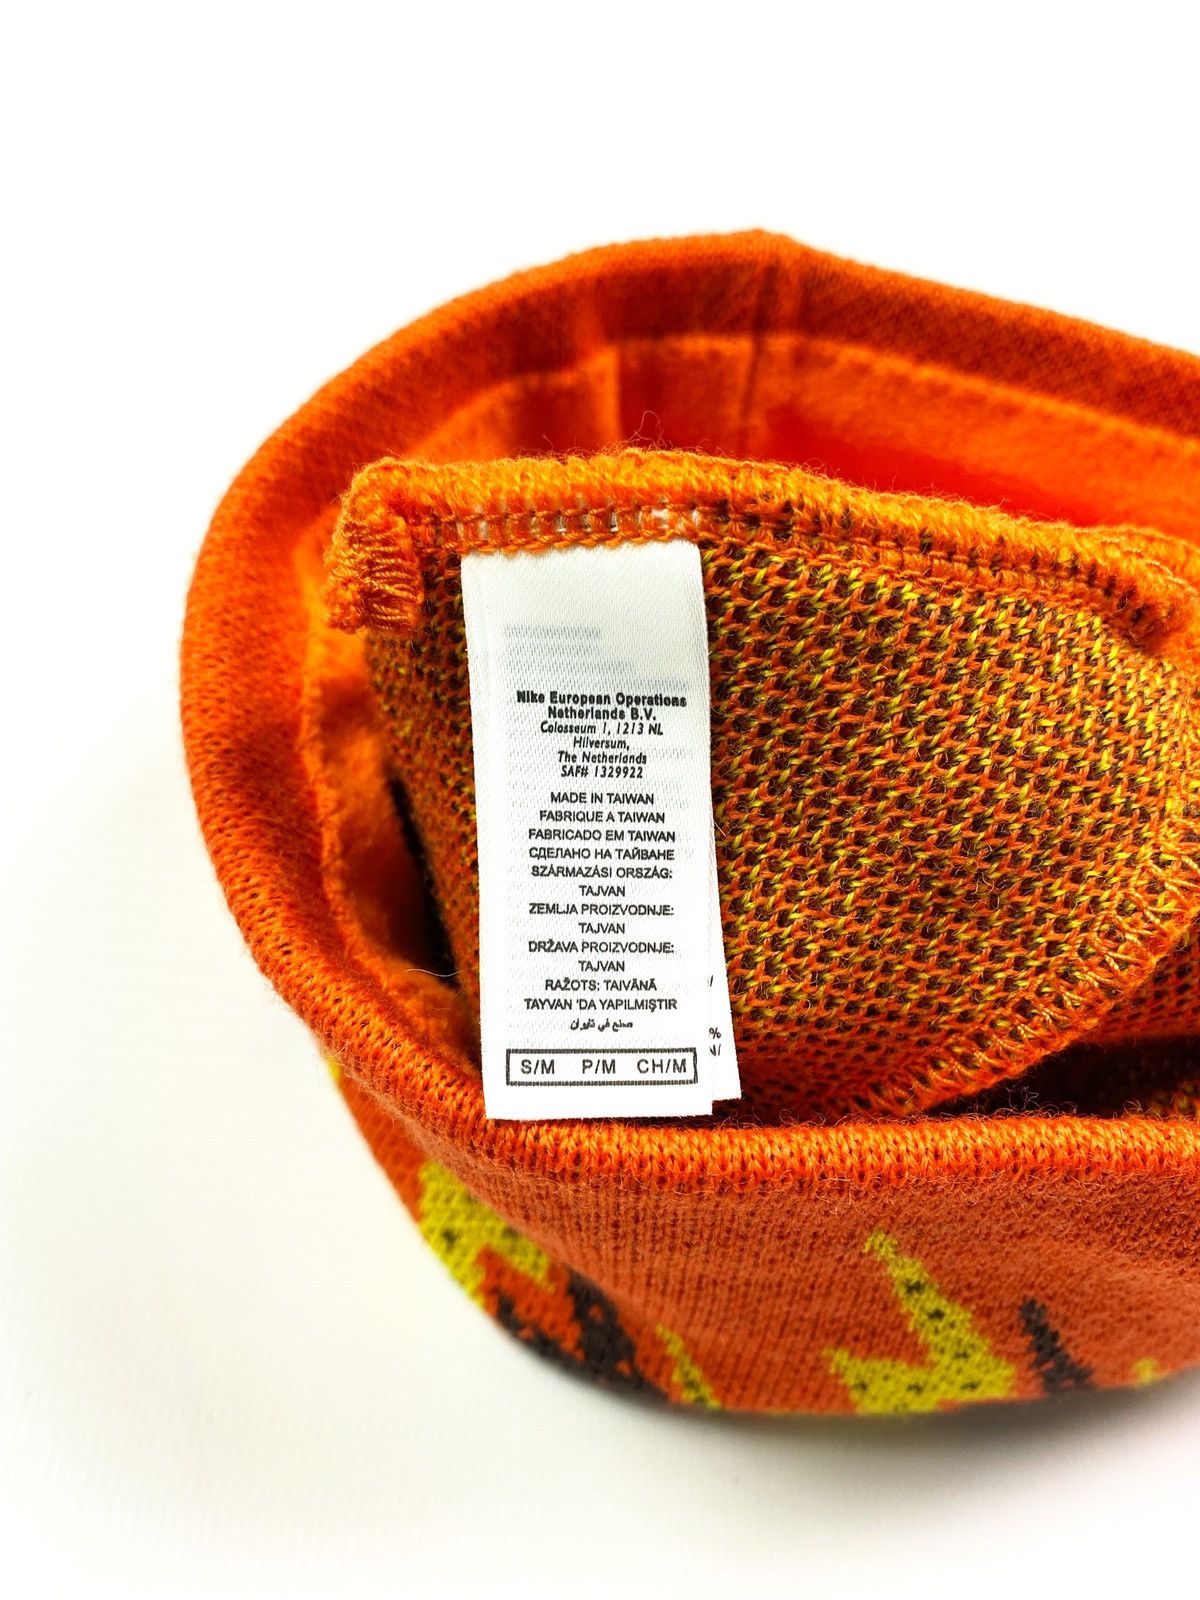 Nike European Operations
Netherlands B.V.
Colosseum 1, 1213 NL
Hilversum,
The Netherlands
SAF# 1329922
MADE IN TAIWAN
FABRIQUE A TAIWAN
FABRICADO EM TAIWAN
СДЕЛАНО НА ТАЙВАНЕ
SZÁRMAZÁSI ORSZÁG:
TAJVAN
ZEMLJA PROIZVODNJE:
TAJVAN
DRŽAVA PROIZVODNJE:
TAJVAN
RAŽOTS: TAIVĀNĀ
TAYVAN 'DA YAPILMIŞTIR
صنع في تايوان
S/M P/M CH/M
%